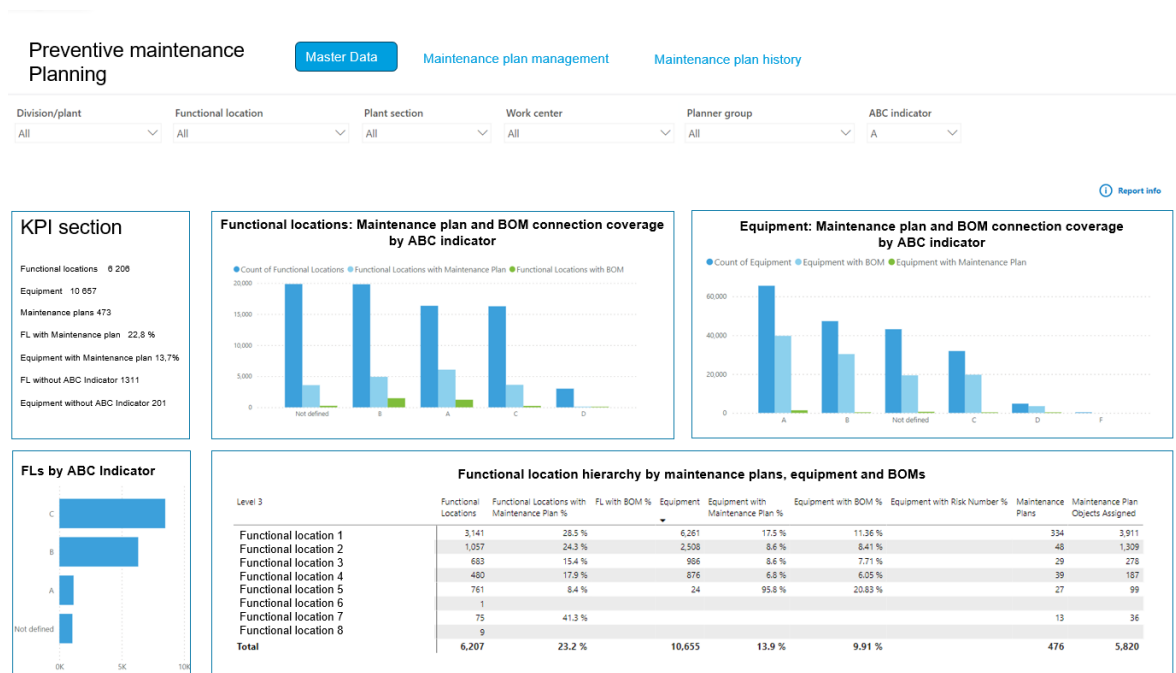 Preventive maintenance
Planning
Master Data
Maintenance plan management
Maintenance plan history
Division/plant Functional location Plant section Work center Planner group ABC indicator
All All All All All A
Report info
KPI section
Functional locations 6 206
Equipment 10 657
Maintenance plans 473
FL with Maintenance plan 22,8 %
Equipment with Maintenance plan 13,7%
FL without ABC Indicator 1311
Equipment without ABC Indicator 201
Functional locations: Maintenance plan and BOM connection coverage
by ABC indicator
Count of Functional Locations Functional Locations with Maintenance Plan Functional Locations with BOM
20,000
15,000
10,000
5,000
0
Not defined B A C D
Equipment: Maintenance plan and BOM connection coverage
by ABC indicator
Count of Equipment Equipment with BOM Equipment with Maintenance Plan
60,000
40,000
20,000
0
A B Not defined C D F
FLs by ABC Indicator
C
B
A
Not defined
0K 5K 10K
Functional location hierarchy by maintenance plans, equipment and BOMs
Level 3 Functional Functional Locations with FL with BOM % Equipment Equipment with Equipment with BOM % Equipment with Risk Number % Maintenance Maintenance Plan
Locations Maintenance Plan % Maintenance Plan % Plans Objects Assigned
Functional location 1 3,141 28.5 % 6,261 17.5 % 11.36 % 334 3,911
Functional location 2 1,057 24.3 % 2,508 8.6 % 8.41 % 48 1,309
Functional location 3 683 15.4 % 986 8.6 % 7.71 % 29 278
Functional location 4 480 17.9 % 876 6.8 % 6.05 % 39 187
Functional location 5 761 8.4 % 24 95.8 % 20.83 % 27 99
Functional location 6 1
Functional location 7 75 41.3 % 13 36
Functional location 8 9
Total 6,207 23.2 % 10,655 13.9 % 9.91 % 476 5,820